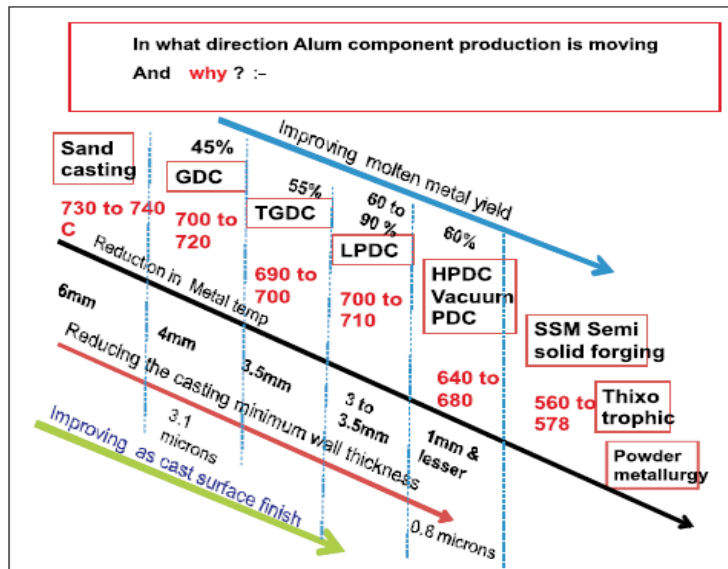 In what direction Alum component production is moving
And why ? :-
Improving molten metal yield
Sand
casting
730 to 740
C
45%
GDC
700 to
720
55%
TGDC
690 to
700
60 to
90 %
LPDC
700 to
710
60%
HPDC
Vacuum
PDC
640 to
680
SSM Semi
solid forging
560 to
578
Thixo
trophic
Powder
metallurgy
Reduction in Metal temp
6mm
4mm
3.5mm
3 to
3.5mm
1mm &
lesser
Reducing the casting minimum wall thickness
3.1
microns
0.8 microns
Improving as cast surface finish